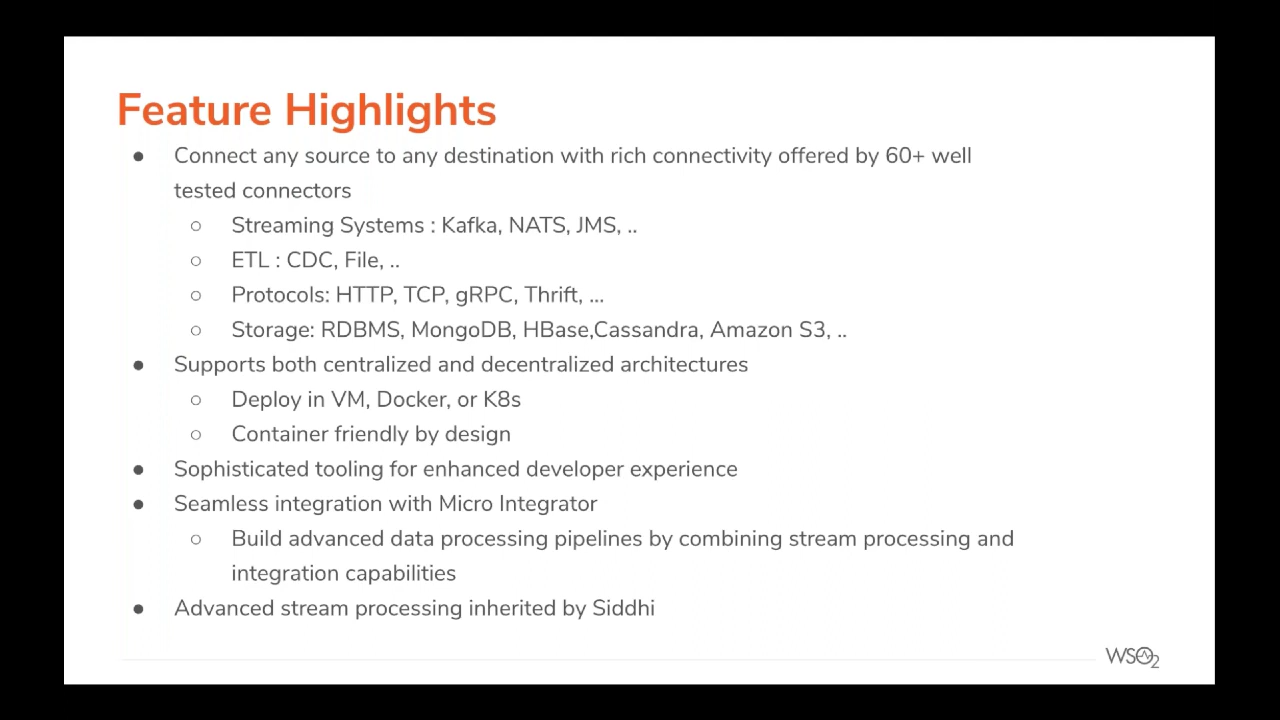 Feature Highlights
● Connect any source to any destination with rich connectivity offered by 60+ well
tested connectors
○ Streaming Systems : Kafka, NATS, JMS, ..
○ ETL : CDC, File, ..
○ Protocols: HTTP, TCP, gRPC, Thrift, ...
○ Storage: RDBMS, MongoDB, HBase,Cassandra, Amazon S3, ..
● Supports both centralized and decentralized architectures
○ Deploy in VM, Docker, or K8s
○ Container friendly by design
● Sophisticated tooling for enhanced developer experience
● Seamless integration with Micro Integrator
○ Build advanced data processing pipelines by combining stream processing and
integration capabilities
● Advanced stream processing inherited by Siddhi
WSO2